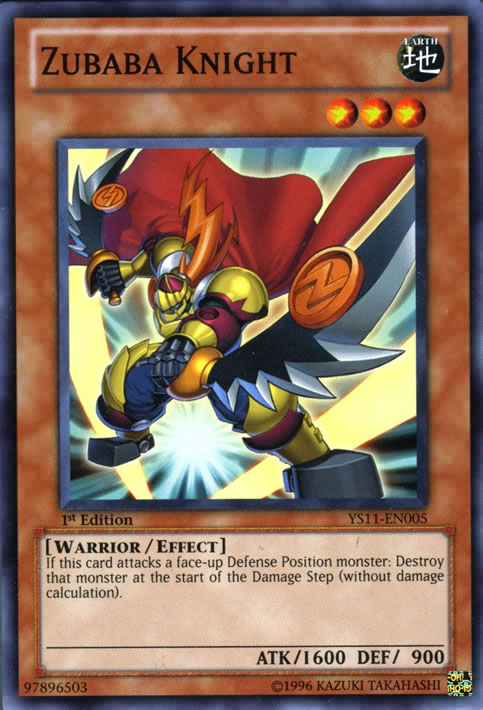 ZUBABA KNIGHT
EARTH
地
1st Edition
YS11-EN005
[WARRIOR/EFFECT]
If this card attacks a face-up Defense Position monster: Destroy
that monster at the start of the Damage Step (without damage
calculation).
ATK/1600 DEF/ 900
97896503
©1996 KAZUKI TAKAHASHI